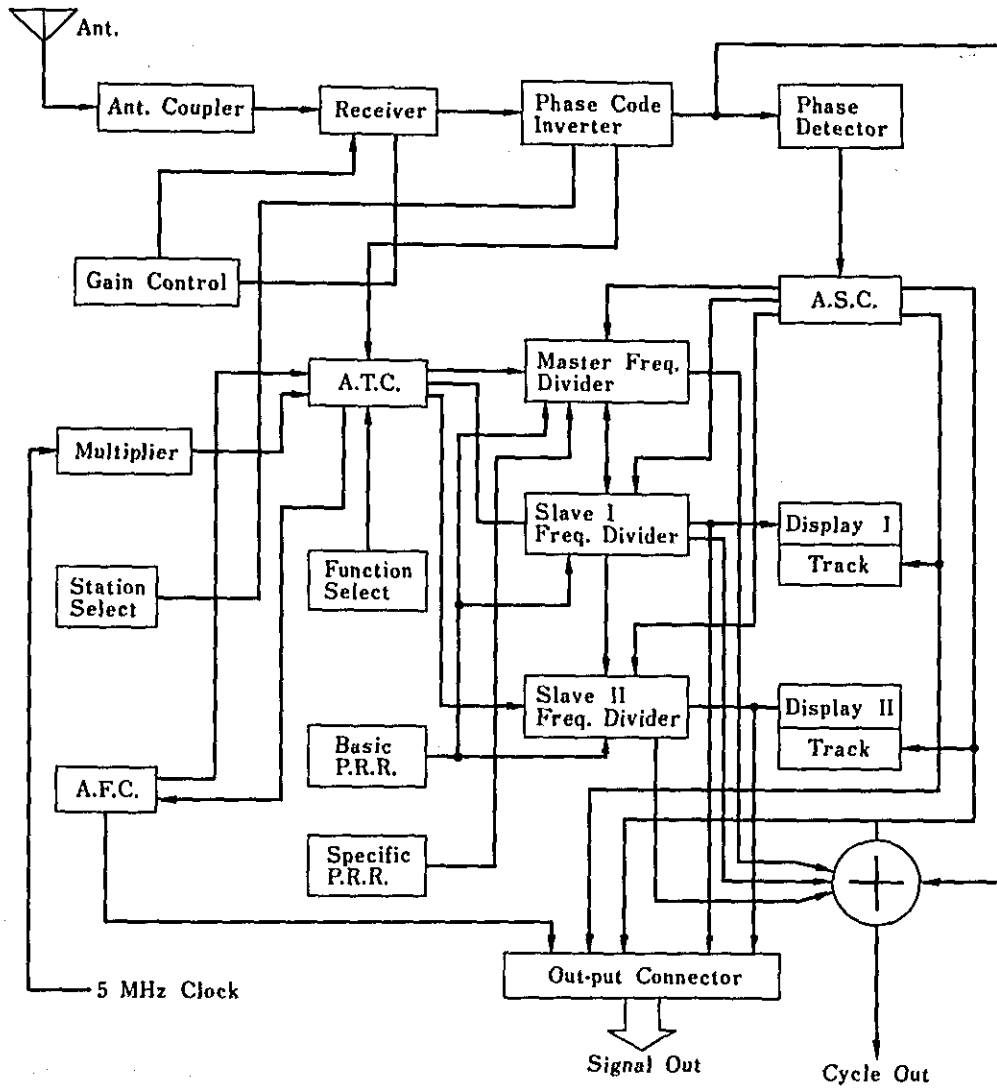 Ant.
Ant. Coupler
Receiver
Phase Code
Inverter
Phase
Detector
Gain Control
A.S.C.
A.T.C.
Master Freq.
Divider
Multiplier
Slave I
Freq. Divider
Display I
Track
Station
Select
Function
Select
Slave II
Freq. Divider
Display II
Track
Basic
P.R.R.
A.F.C.
Specific
P.R.R.
5 MHz Clock
Out-put Connector
Signal Out
Cycle Out